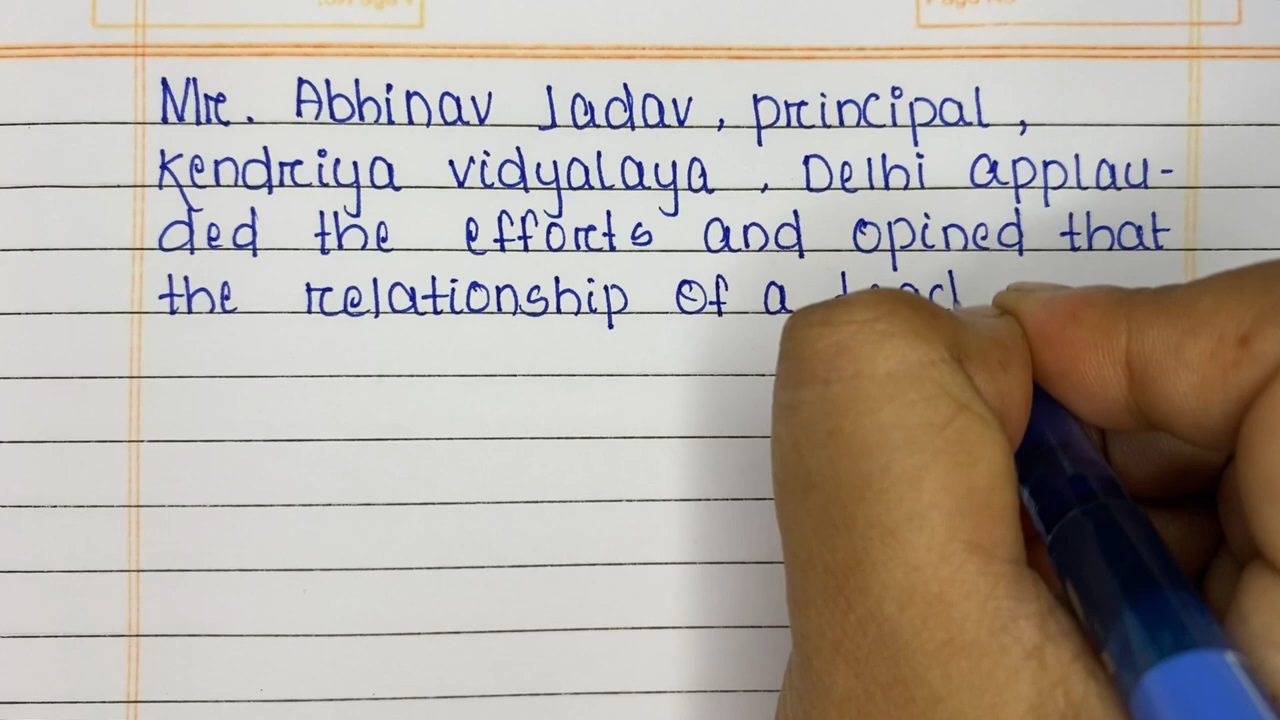 Mr. Abhinav Jadav, principal,
Kendriya vidyalaya, Delhi applau-
ded the efforts and opined that
the relationship of a